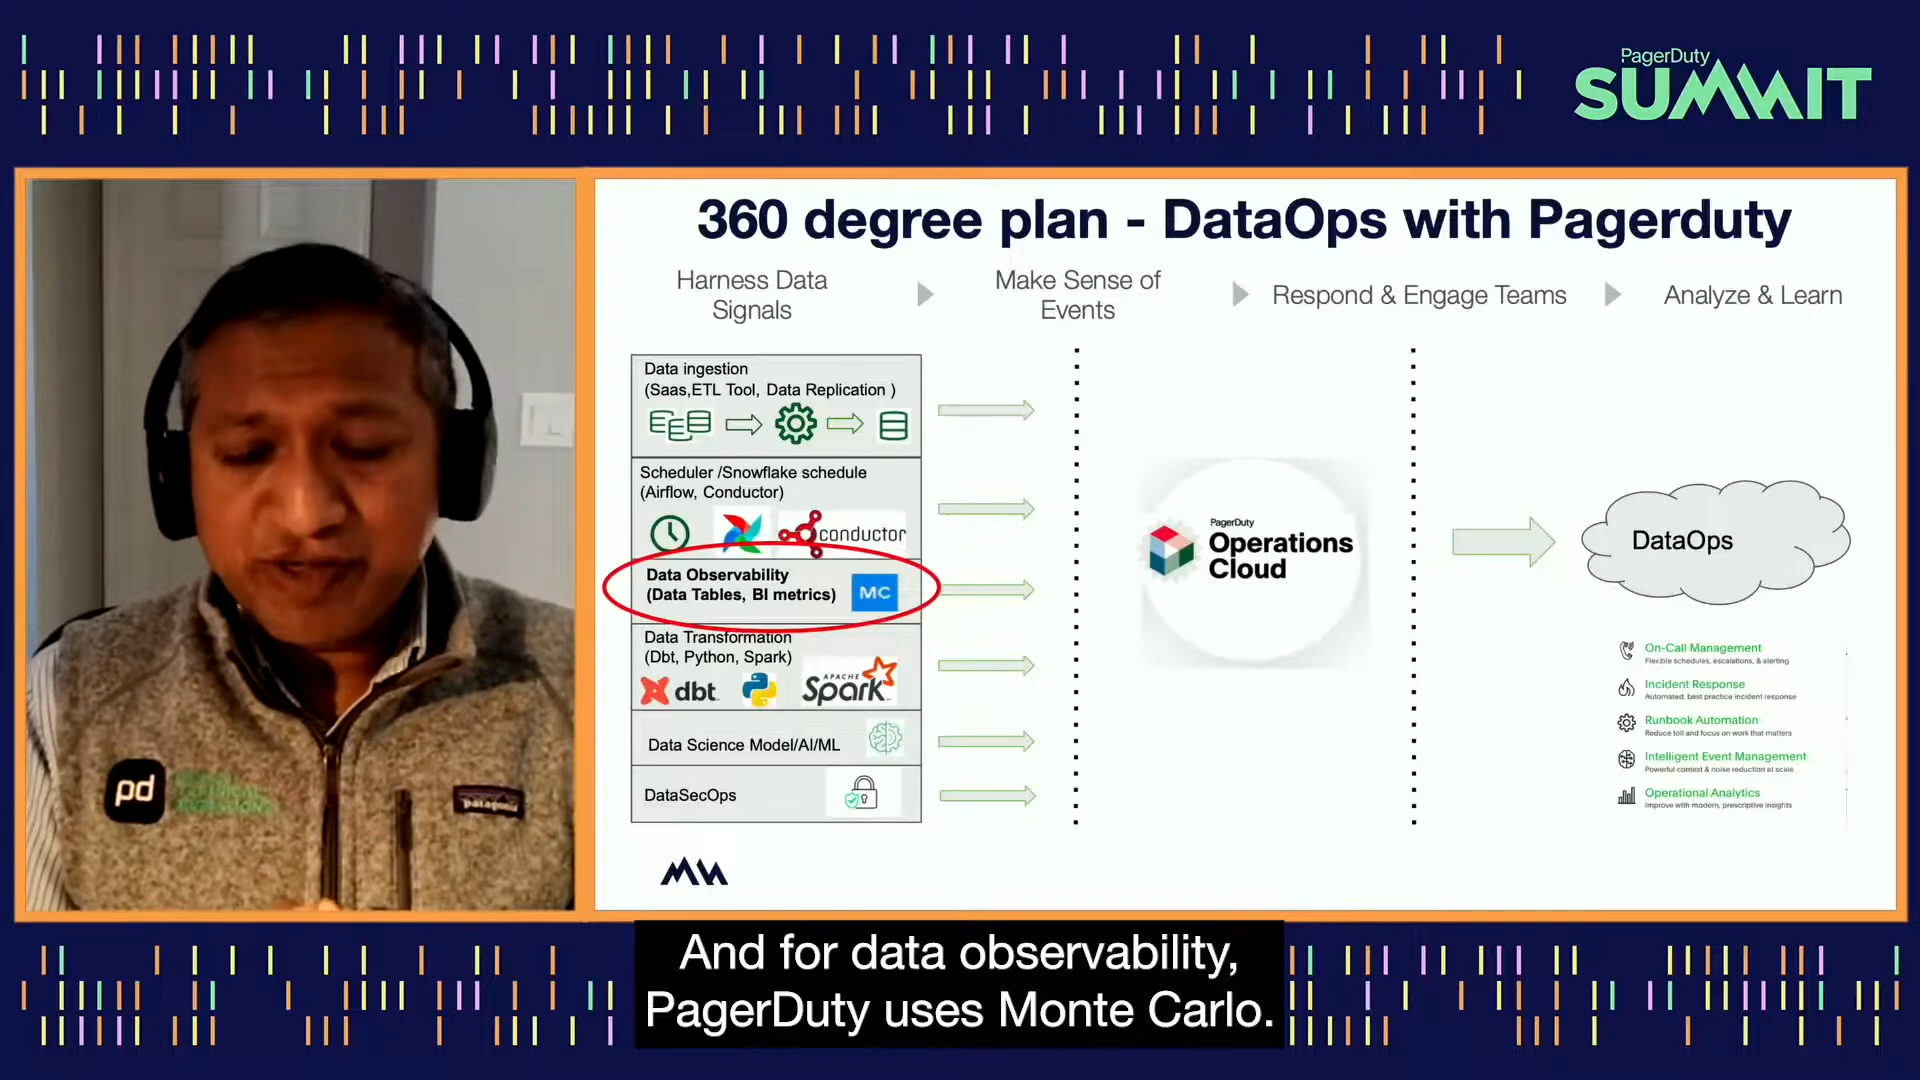 PagerDuty
SUMMIT
360 degree plan - DataOps with Pagerduty
Harness Data
Signals
Make Sense of
Events
Respond & Engage Teams
Analyze & Learn
Data ingestion
(Saas,ETL Tool, Data Replication )
Scheduler /Snowflake schedule
(Airflow, Conductor)
conductor
Data Observability
(Data Tables, BI metrics)
MC
Data Transformation
(Dbt, Python, Spark)
dbt
APACHE
Spark
Data Science Model/AI/ML
DataSecOps
PagerDuty
Operations
Cloud
DataOps
On-Call Management
Flexible schedules, escalations, & alerting
Incident Response
Automated, best practice incident response
Runbook Automation
Reduce toil and focus on work that matters
Intelligent Event Management
Powerful context & noise reduction at scale
Operational Analytics
Improve with modern, prescriptive insights
pd
patagonia
And for data observability,
PagerDuty uses Monte Carlo.